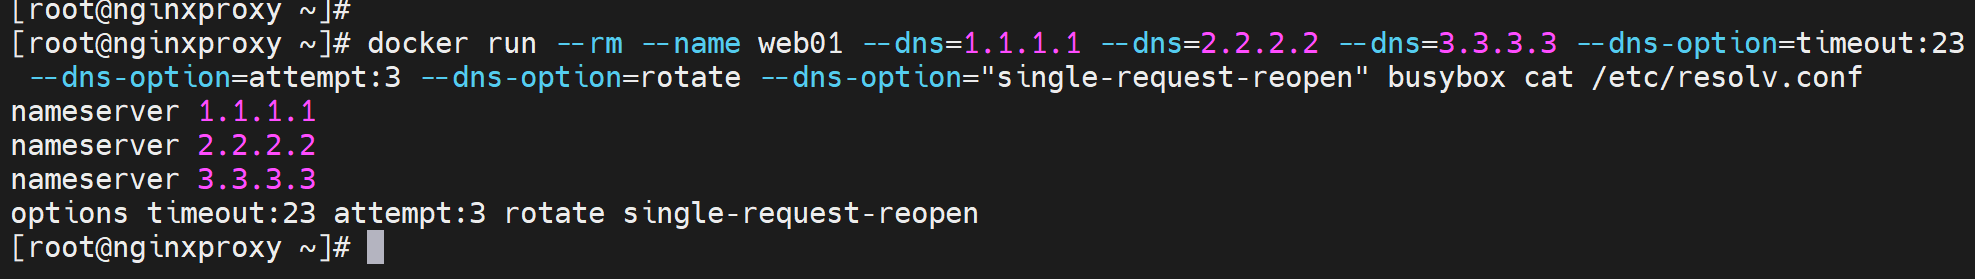 [root@nginxproxy ~]#
[root@nginxproxy ~]# docker run --rm --name web01 --dns=1.1.1.1 --dns=2.2.2.2 --dns=3.3.3.3 --dns-option=timeout:23
--dns-option=attempt:3 --dns-option=rotate --dns-option="single-request-reopen" busybox cat /etc/resolv.conf
nameserver 1.1.1.1
nameserver 2.2.2.2
nameserver 3.3.3.3
options timeout:23 attempt:3 rotate single-request-reopen
[root@nginxproxy ~]#